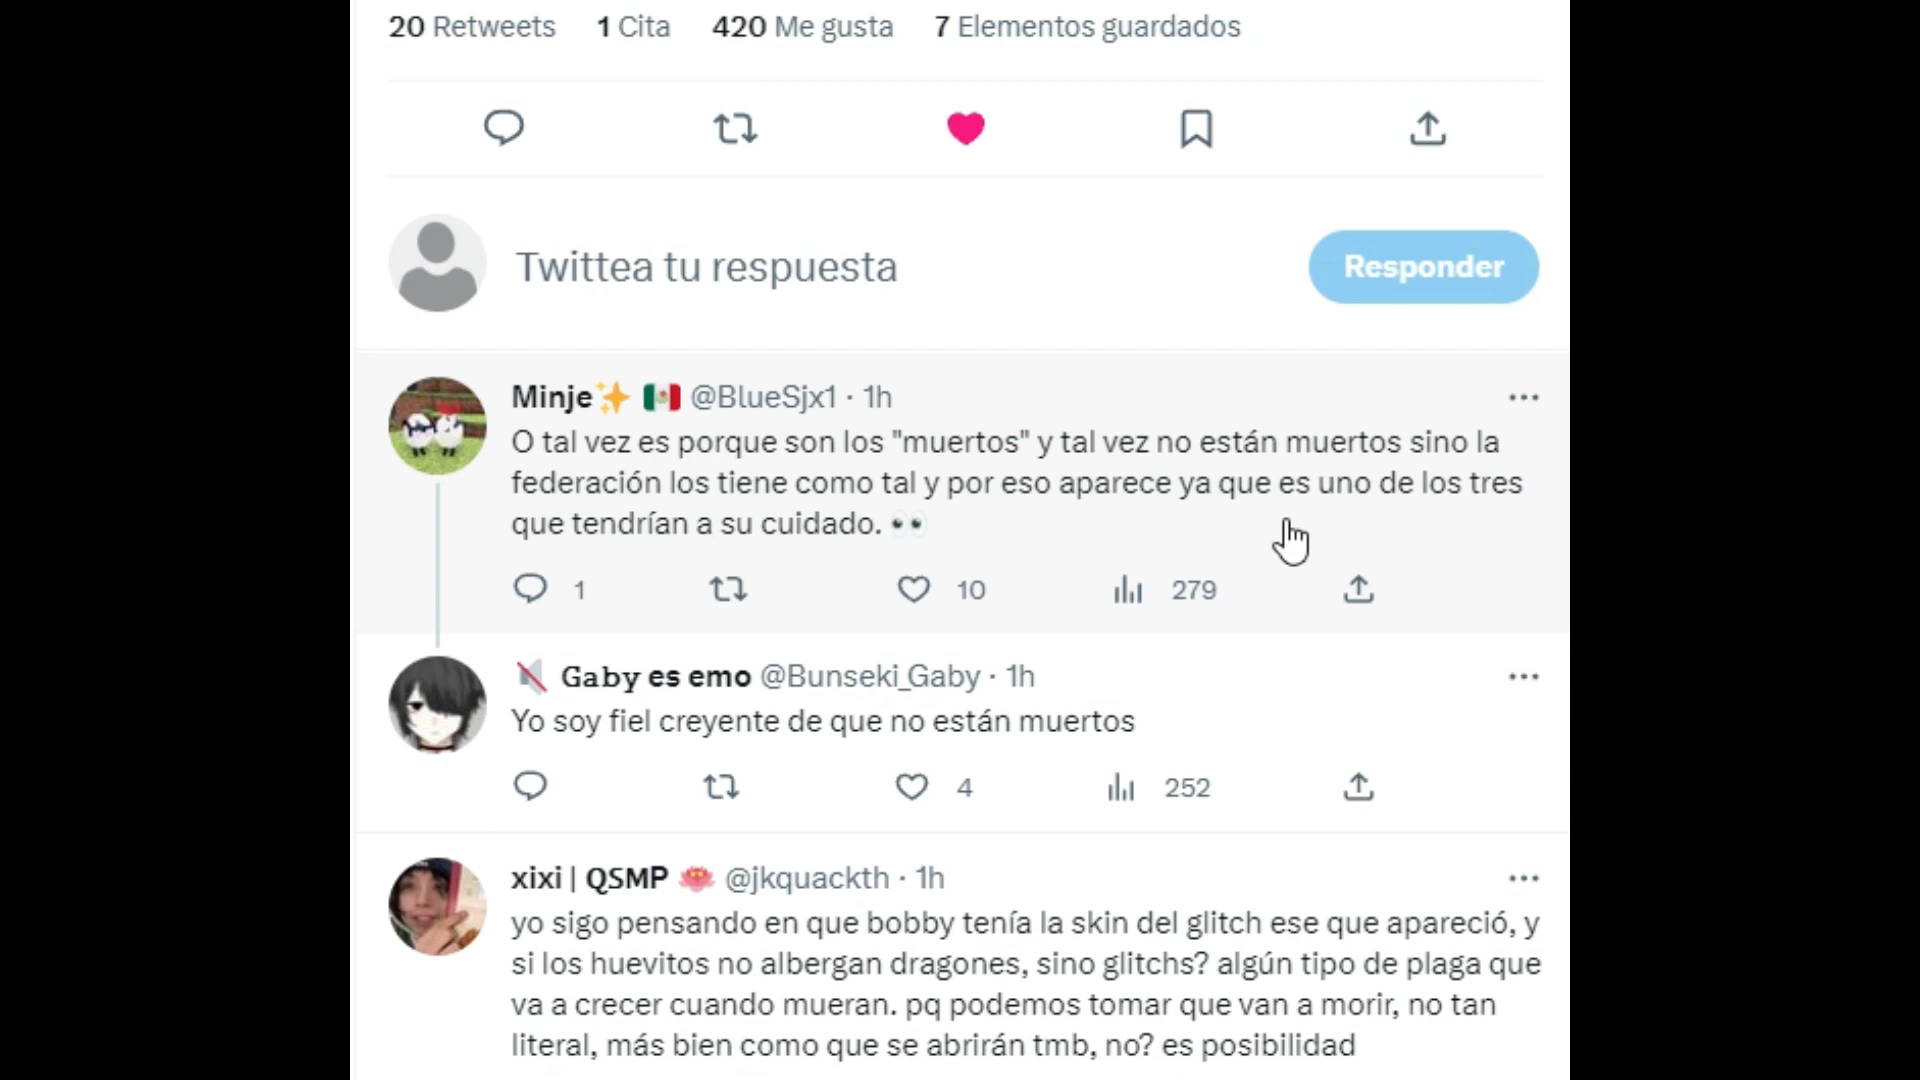 20 Retweets 1 Cita 420 Me gusta 7 Elementos guardados
Twittea tu respuesta
Responder
Minje✨ 🇲🇽 @BlueSjx1 · 1h
O tal vez es porque son los "muertos" y tal vez no están muertos sino la
federación los tiene como tal y por eso aparece ya que es uno de los tres
que tendrían a su cuidado. 👀
1 10 279
🔇 Gaby es emo @Bunseki_Gaby · 1h
Yo soy fiel creyente de que no están muertos
4 252
xixi | QSMP 🪷 @jkquackth · 1h
yo sigo pensando en que bobby tenía la skin del glitch ese que apareció, y
si los huevitos no albergan dragones, sino glitchs? algún tipo de plaga que
va a crecer cuando mueran. pq podemos tomar que van a morir, no tan
literal, más bien como que se abrirán tmb, no? es posibilidad